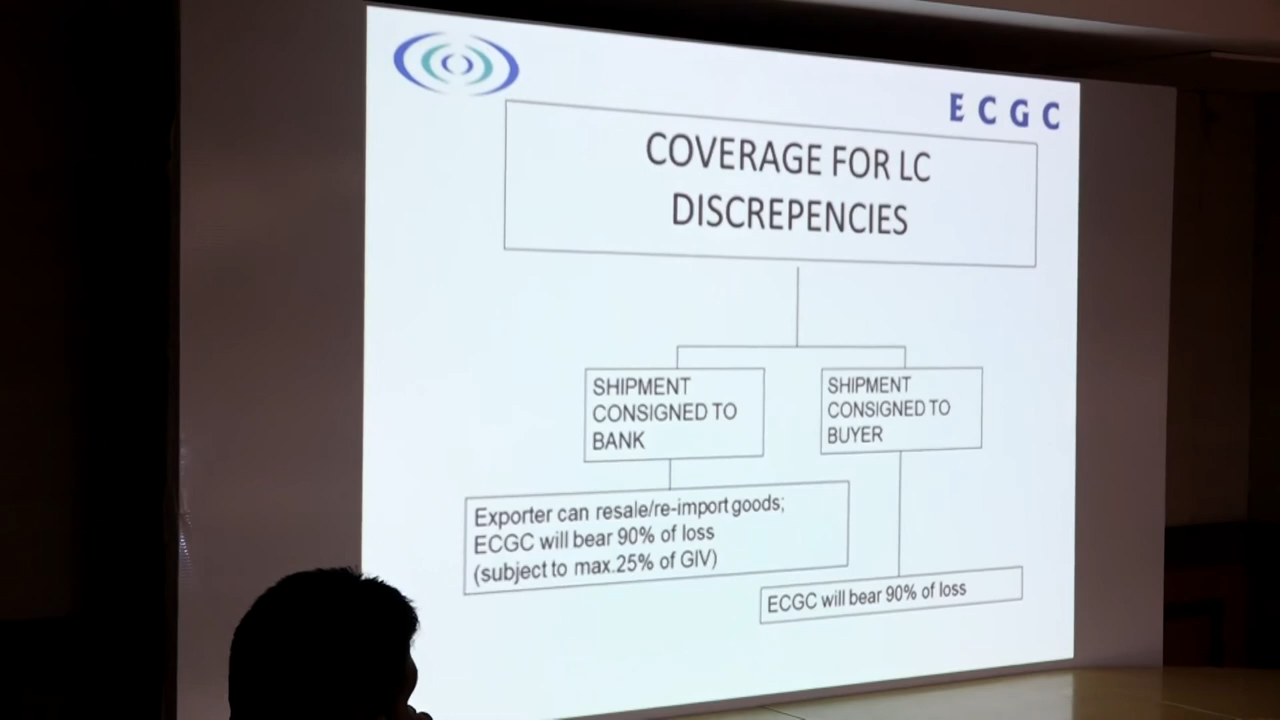 E C G C
COVERAGE FOR LC
DISCREPENCIES
SHIPMENT
CONSIGNED TO
BANK
SHIPMENT
CONSIGNED TO
BUYER
Exporter can resale/re-import goods;
ECGC will bear 90% of loss
(subject to max.25% of GIV)
ECGC will bear 90% of loss